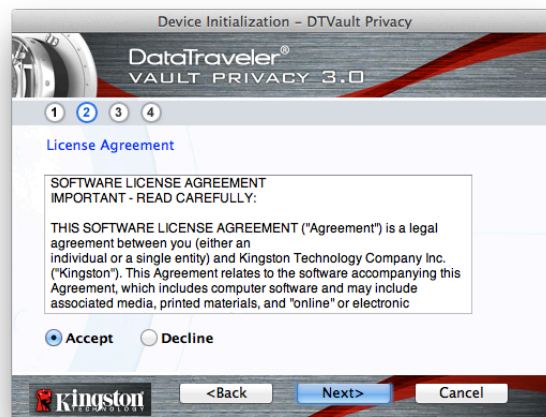 Device Initialization – DTVault Privacy
DataTraveler®
VAULT PRIVACY 3.0
1 2 3 4
License Agreement
SOFTWARE LICENSE AGREEMENT
IMPORTANT - READ CAREFULLY:
THIS SOFTWARE LICENSE AGREEMENT ("Agreement") is a legal
agreement between you (either an
individual or a single entity) and Kingston Technology Company Inc.
("Kingston"). This Agreement relates to the software accompanying this
Agreement, which includes computer software and may include
associated media, printed materials, and "online" or electronic
Accept Decline
Kingston
TECHNOLOGY
<Back Next> Cancel